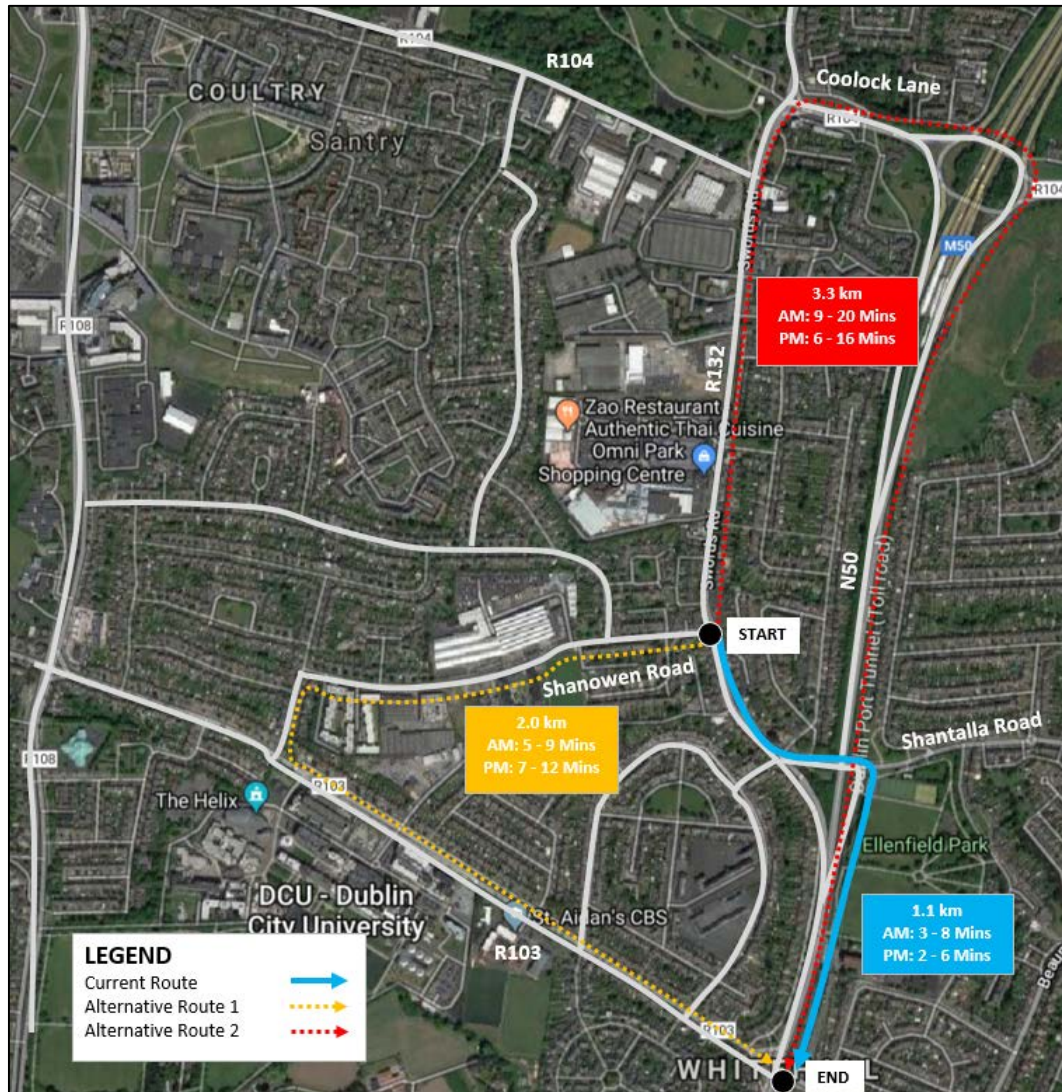 R104
R104
Coolock Lane
COULTRY
R104
Santry
R104
Swords Rd
M50
3.3 km
AM: 9 - 20 Mins
PM: 6 - 16 Mins
R108
R132
Zao Restaurant
Authentic Thai Cuisine
Omni Park
Shopping Centre
Swords Rd
N50
Dublin Port Tunnel (Toll road)
START
Shanowen Road
2.0 km
AM: 5 - 9 Mins
PM: 7 - 12 Mins
Shantalla Road
R108
R103
The Helix
Ellenfield Park
DCU - Dublin
City University
St. Aidan's CBS
1.1 km
AM: 3 - 8 Mins
PM: 2 - 6 Mins
R103
LEGEND
Current Route
Alternative Route 1
Alternative Route 2
R103
END